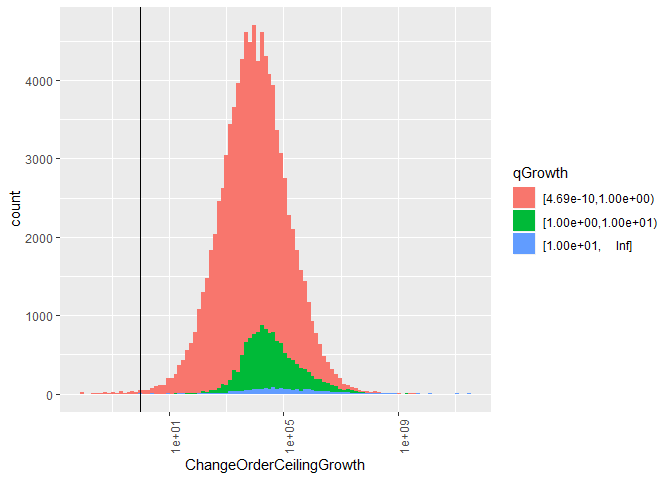 4000
3000
2000
1000
0
count
1e+01
1e+05
1e+09
ChangeOrderCeilingGrowth
qGrowth
[4.69e-10,1.00e+00)
[1.00e+00,1.00e+01)
[1.00e+01,     Inf]